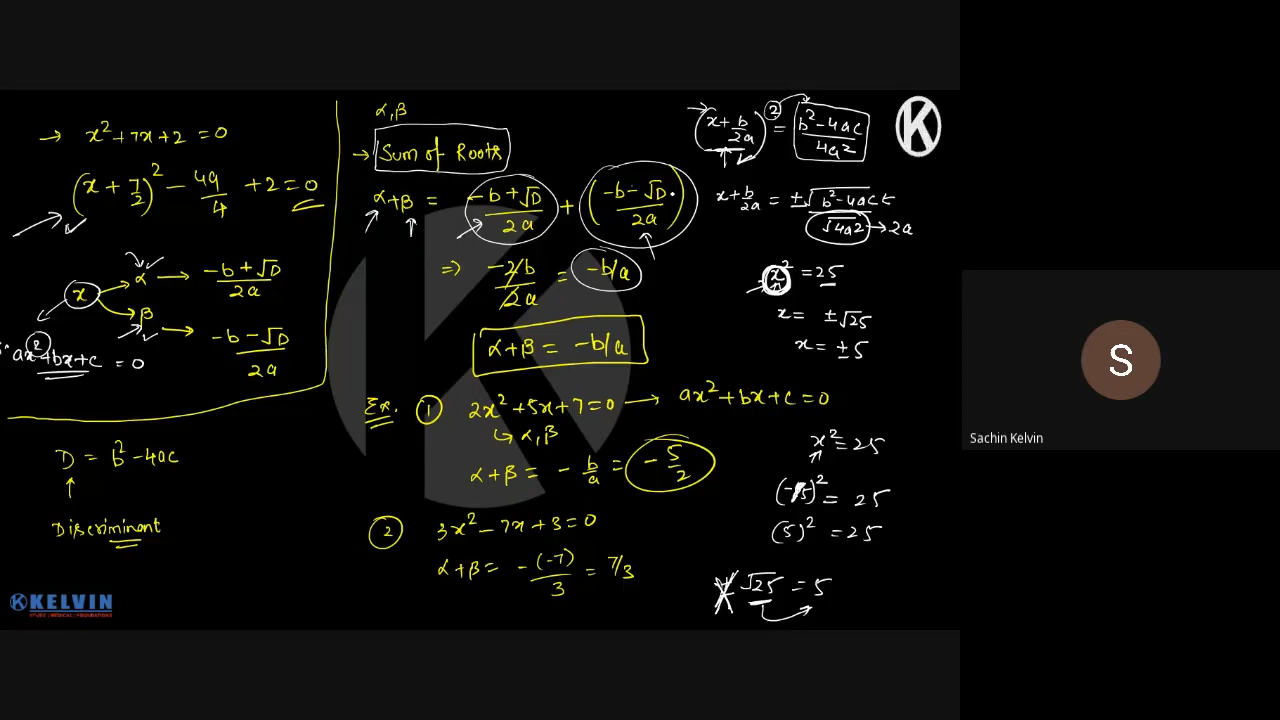 → x² + 7x + 2 = 0
(x + 7/2)² - 49/4 + 2 = 0
x → α → (-b + √D)/2a
β → (-b - √D)/2a
ax² + bx + c = 0
D = b² - 4ac
Discriminant
KELVIN
α, β
→ Sum of Roots
α + β = (-b + √D)/2a + ((-b - √D)/2a)
⇒ -2b/2a = -b/a
α + β = -b/a
Ex. ① 2x² + 5x + 7 = 0 → ax² + bx + c = 0
↳ α, β
α + β = - b/a = - 5/2
② 3x² - 7x + 3 = 0
α + β = -(-7)/3 = 7/3
→ (x + b/2a)² = (b² - 4ac)/4a²
x + b/2a = ±√(b² - 4ac)/√4a² → 2a
x² = 25
x = ±√25
x = ±5
x² = 25
(-5)² = 25
(5)² = 25
√25 = 5
K
S
Sachin Kelvin